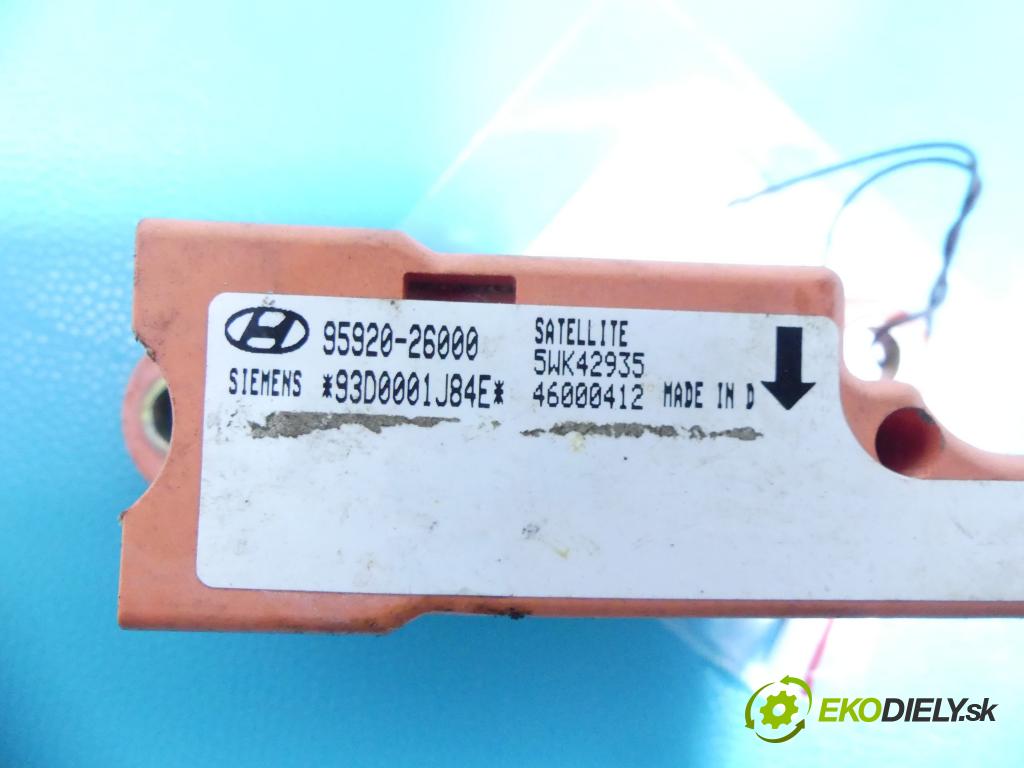 95920-26000
SIEMENS *93D0001J84E*
SATELLITE
5WK42935
46000412 MADE IN D
EKODIELY.sk